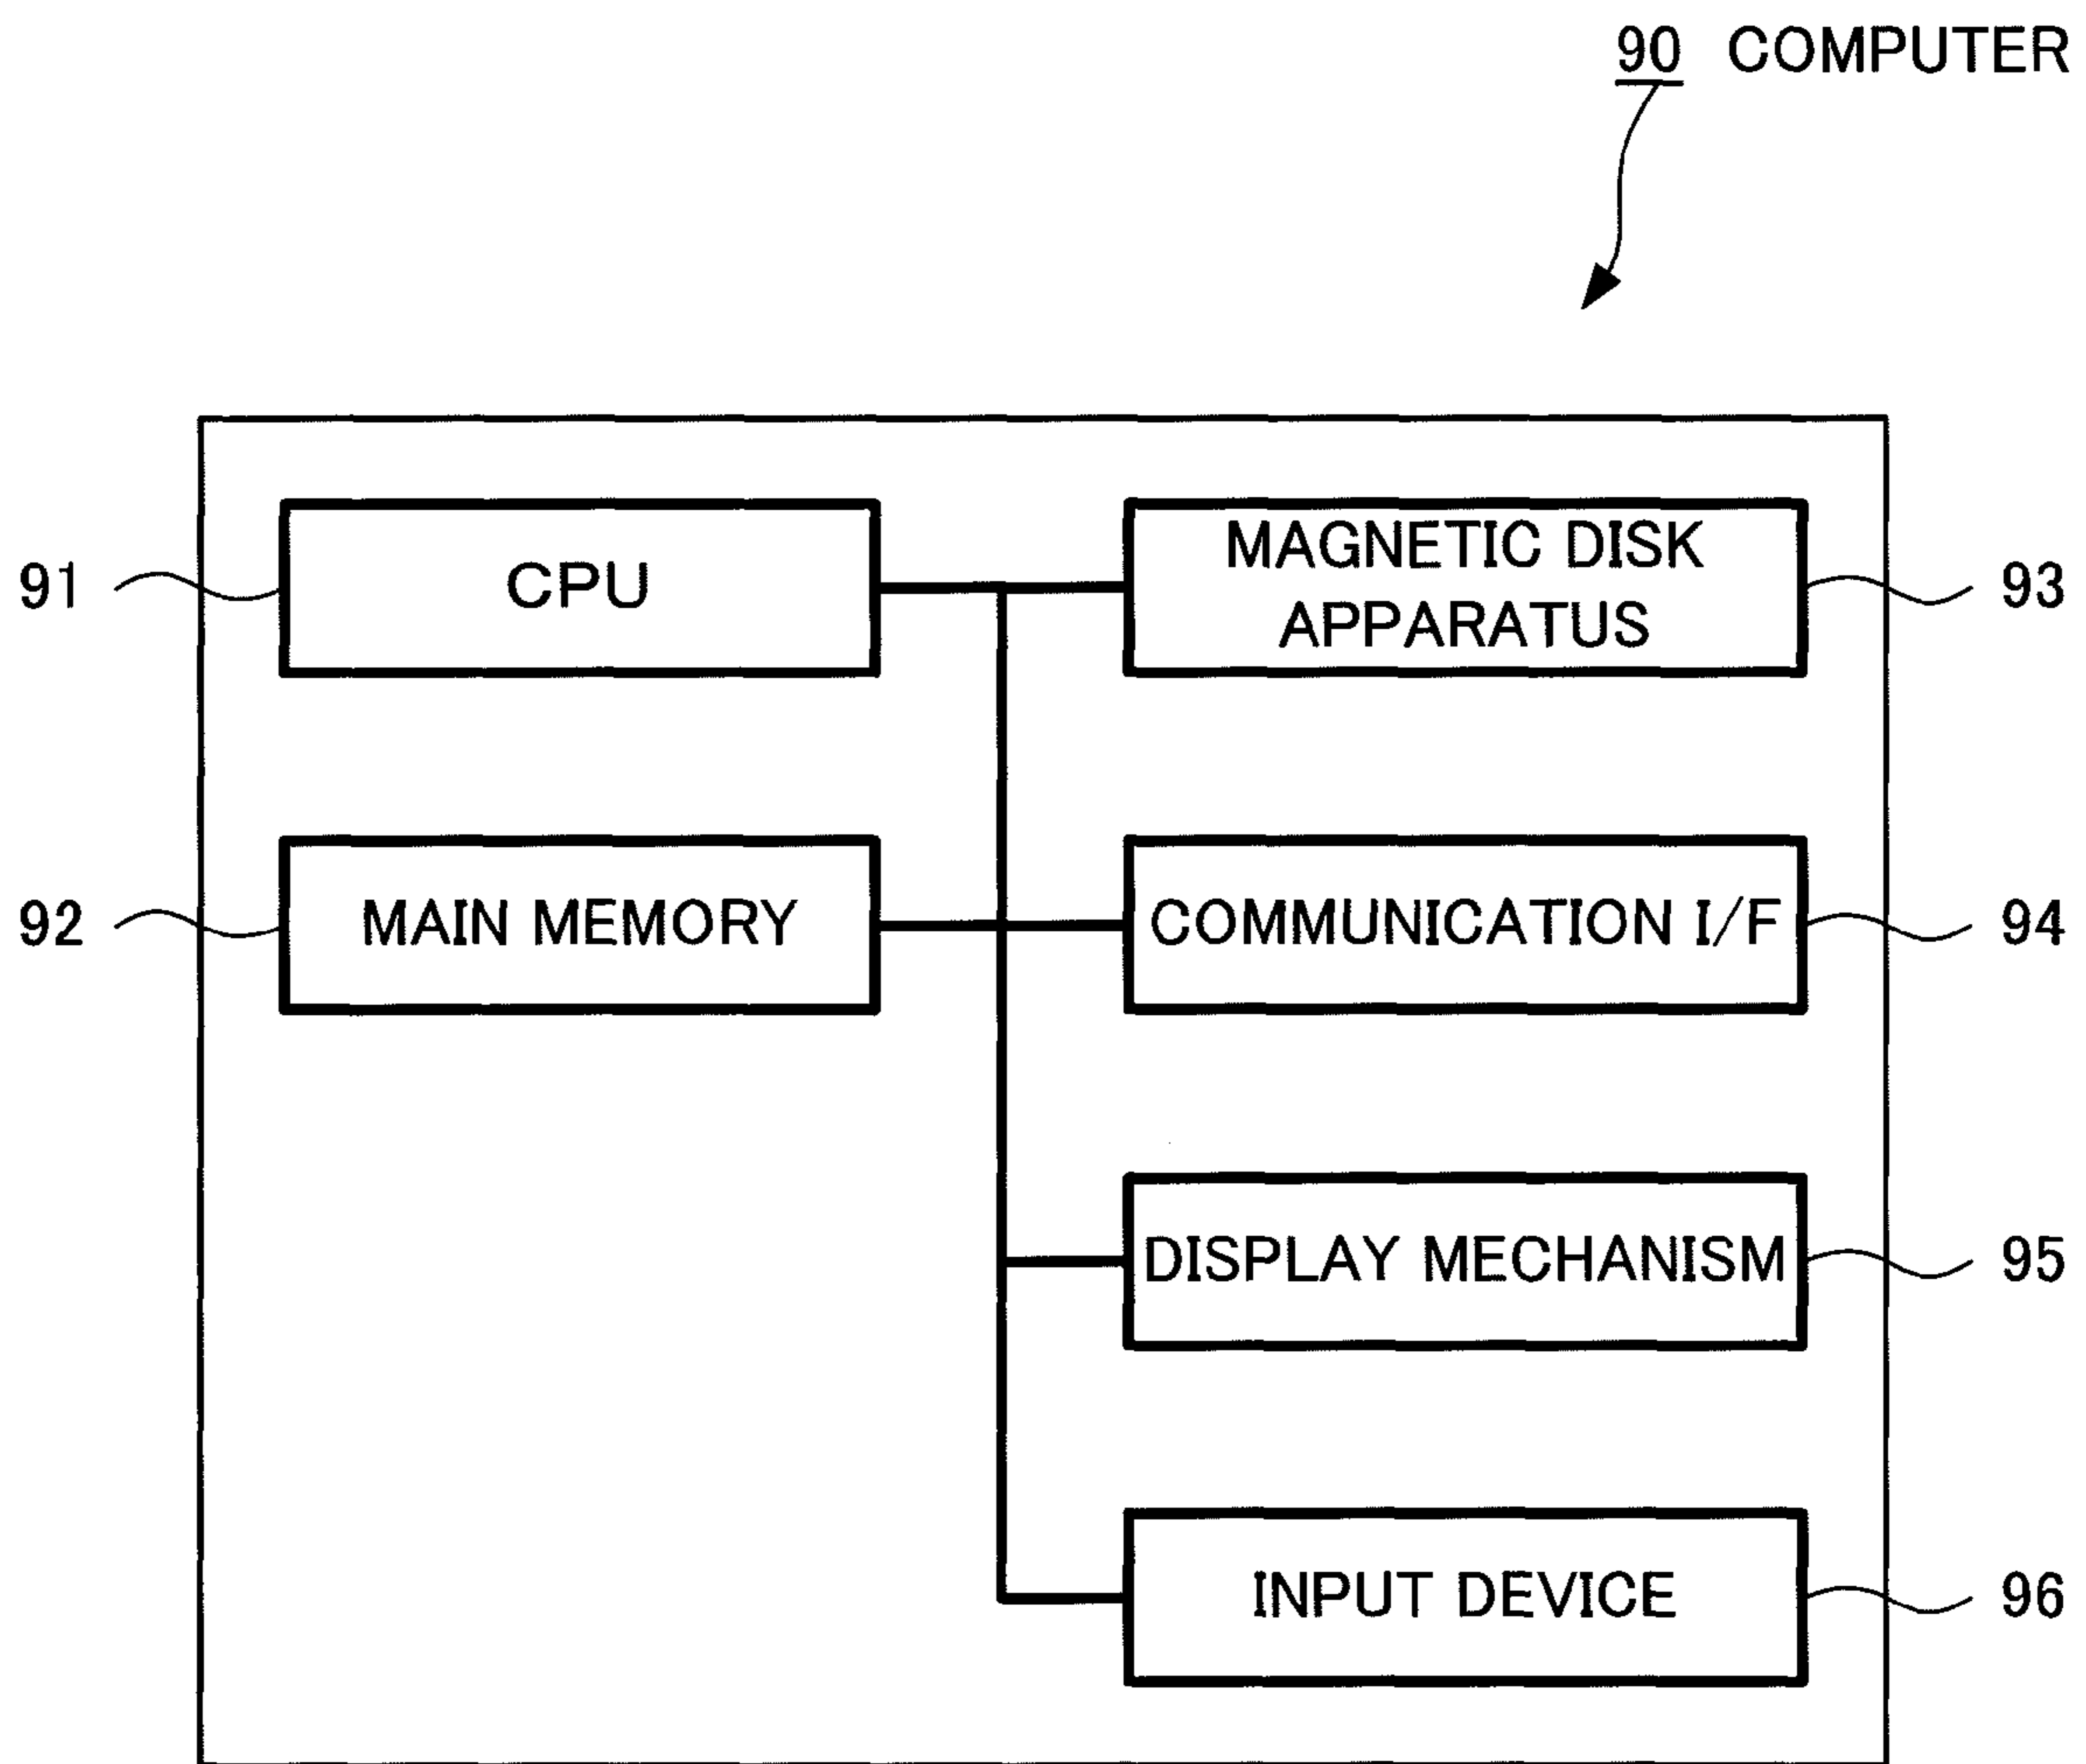 90 COMPUTER
91
CPU
MAGNETIC DISK
APPARATUS
93
92
MAIN MEMORY
COMMUNICATION I/F
94
DISPLAY MECHANISM
95
INPUT DEVICE
96